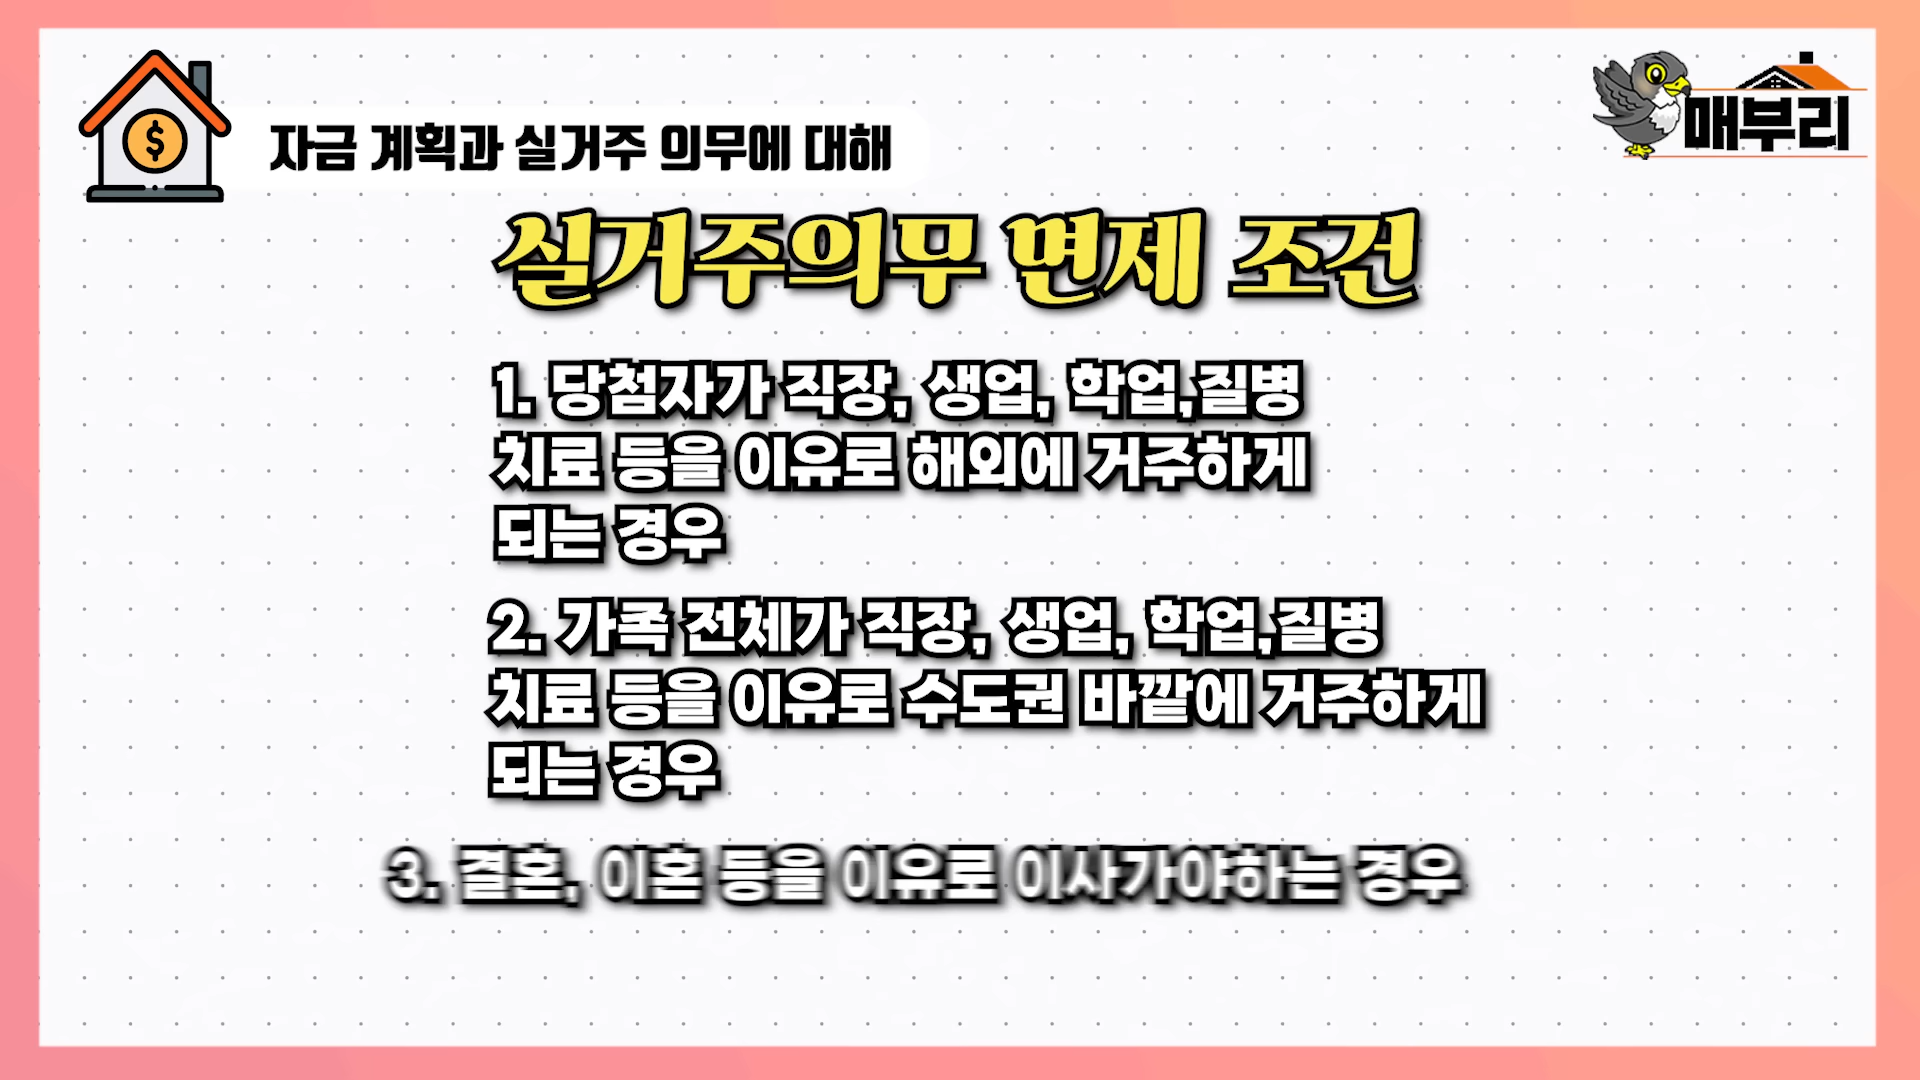 자금 계획과 실거주 의무에 대해
매부리
실거주의무 면제 조건
1. 당첨자가 직장, 생업, 학업,질병
치료 등을 이유로 해외에 거주하게
되는 경우
2. 가족 전체가 직장, 생업, 학업,질병
치료 등을 이유로 수도권 바깥에 거주하게
되는 경우
3. 결혼, 이혼 등을 이유로 이사가야하는 경우